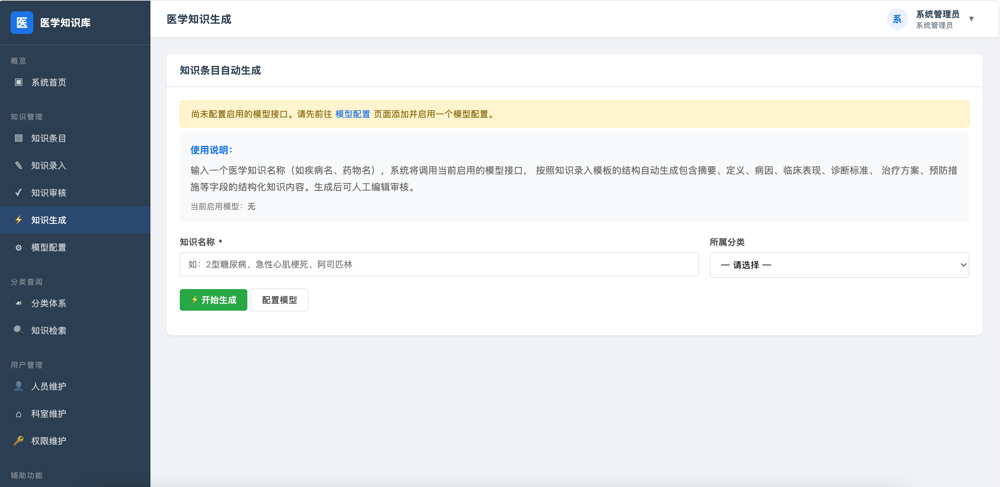 医 医学知识库
概览
系统首页
知识管理
知识条目
知识录入
知识审核
知识生成
模型配置
分类查阅
分类体系
知识检索
用户管理
人员维护
科室维护
权限维护
辅助功能
医学知识生成
系 系统管理员
系统管理员
知识条目自动生成
尚未配置启用的模型接口。请先前往 模型配置 页面添加并启用一个模型配置。
使用说明：
输入一个医学知识名称（如疾病名、药物名），系统将调用当前启用的模型接口， 按照知识录入模板的结构自动生成包含摘要、定义、病因、临床表现、诊断标准、 治疗方案、预防措
施等字段的结构化知识内容。生成后可人工编辑审核。
当前启用模型：无
知识名称 *
如：2型糖尿病、急性心肌梗死、阿司匹林
所属分类
— 请选择 —
⚡ 开始生成 配置模型